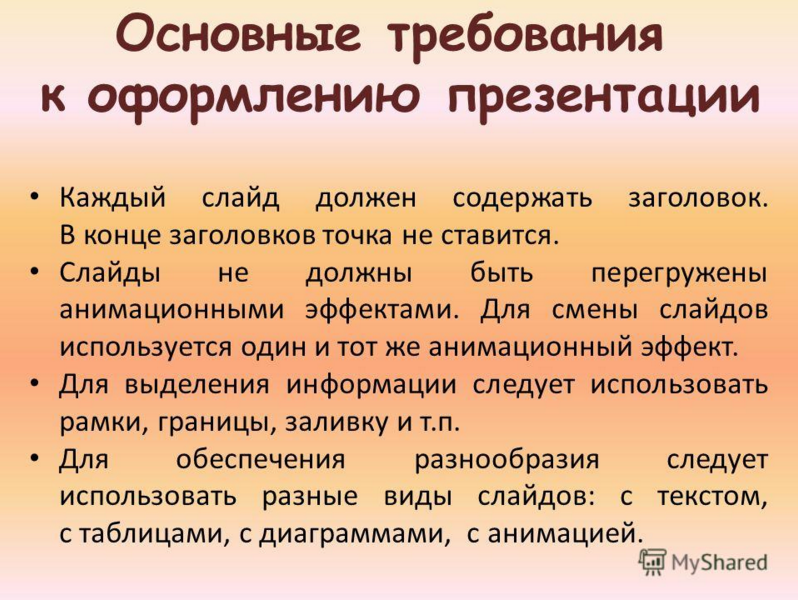 Основные требования
к оформлению презентации
• Каждый слайд должен содержать заголовок.
В конце заголовков точка не ставится.
• Слайды не должны быть перегружены
анимационными эффектами. Для смены слайдов
используется один и тот же анимационный эффект.
• Для выделения информации следует использовать
рамки, границы, заливку и т.п.
• Для обеспечения разнообразия следует
использовать разные виды слайдов: с текстом,
с таблицами, с диаграммами, с анимацией.
MyShared